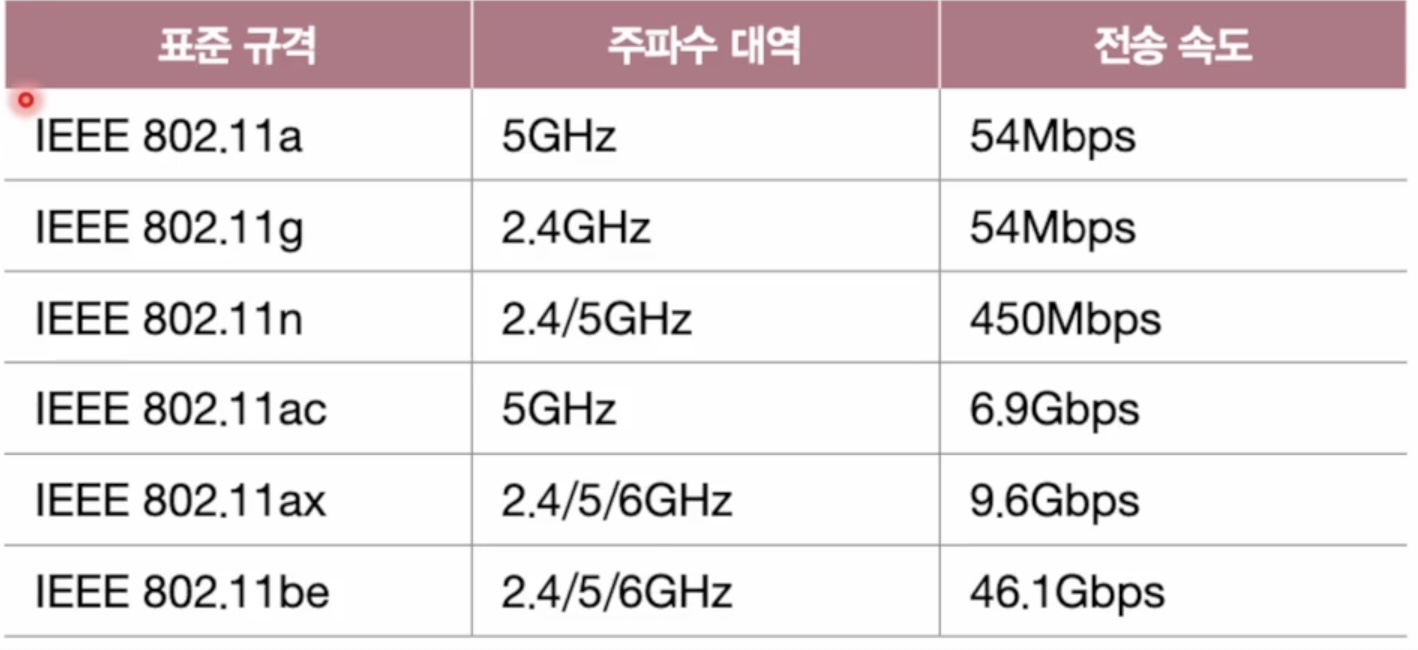 표준 규격 주파수 대역 전송 속도
IEEE 802.11a 5GHz 54Mbps
IEEE 802.11g 2.4GHz 54Mbps
IEEE 802.11n 2.4/5GHz 450Mbps
IEEE 802.11ac 5GHz 6.9Gbps
IEEE 802.11ax 2.4/5/6GHz 9.6Gbps
IEEE 802.11be 2.4/5/6GHz 46.1Gbps